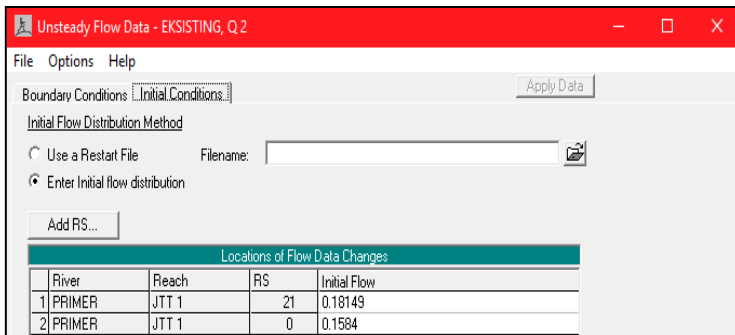 Unsteady Flow Data - EKSISTING, Q 2
File Options Help
Boundary Conditions Initial Conditions Apply Data
Initial Flow Distribution Method
Use a Restart File Filename:
Enter Initial flow distribution
Add RS...
Locations of Flow Data Changes
River Reach RS Initial Flow
1 PRIMER JTT 1 21 0.18149
2 PRIMER JTT 1 0 0.1584